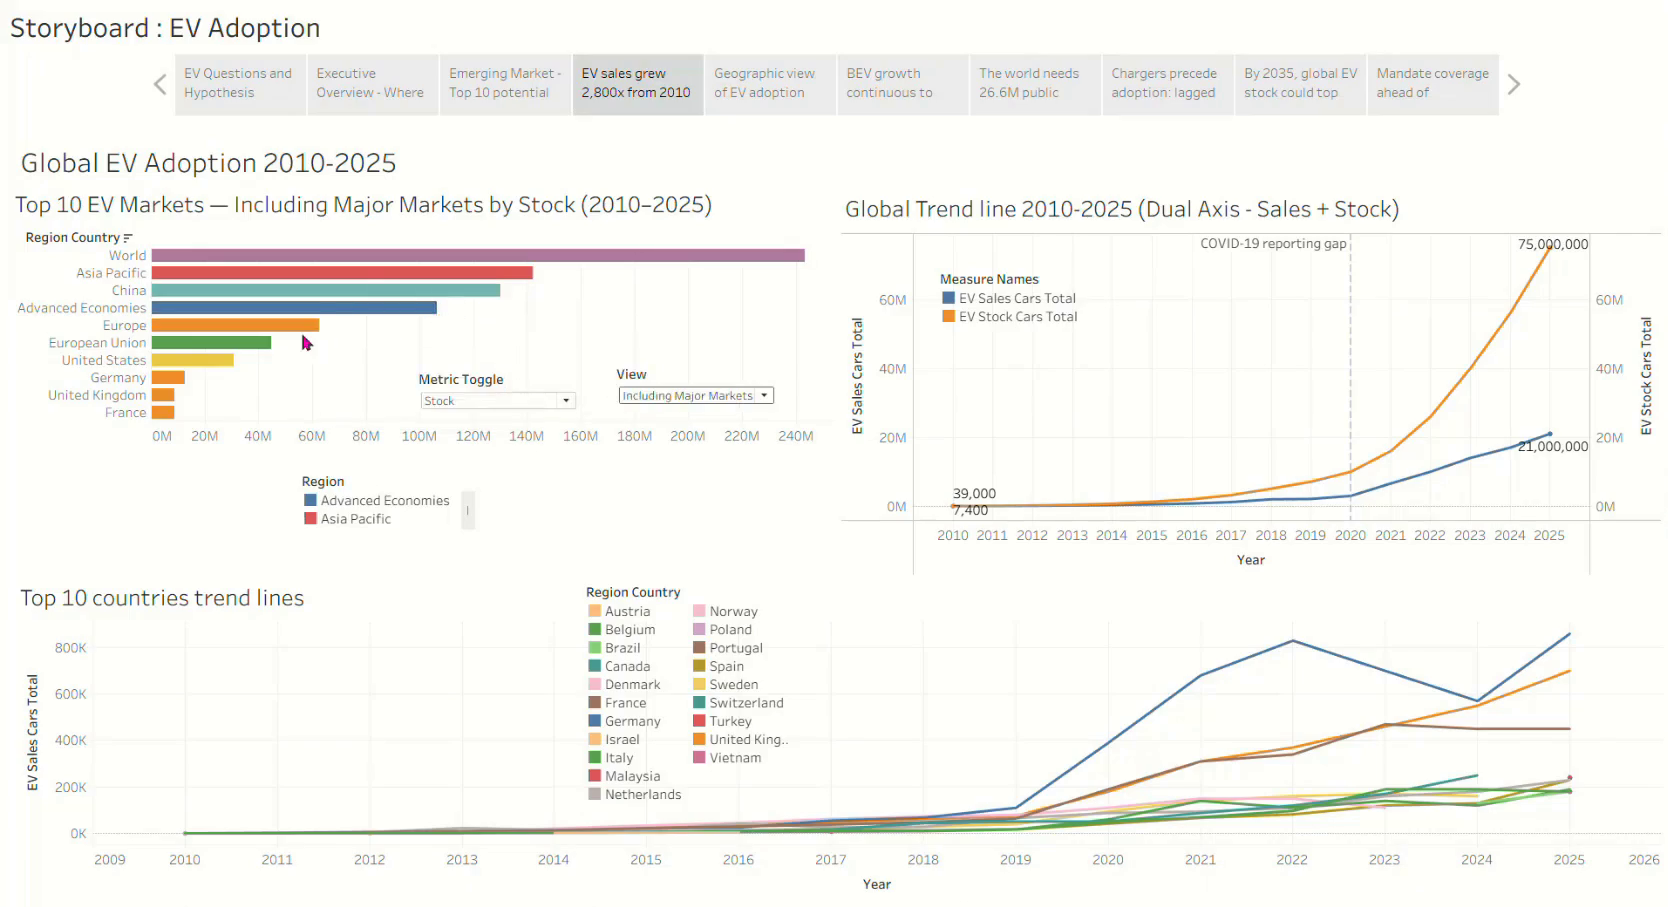 Storyboard : EV Adoption
EV Questions and
Hypothesis
Executive
Overview - Where
Emerging Market -
Top 10 potential
EV sales grew
2,800x from 2010
Geographic view
of EV adoption
BEV growth
continuous to
The world needs
26.6M public
Chargers precede
adoption: lagged
By 2035, global EV
stock could top
Mandate coverage
ahead of
Global EV Adoption 2010-2025
Top 10 EV Markets — Including Major Markets by Stock (2010–2025)
Region Country
World
Asia Pacific
China
Advanced Economies
Europe
European Union
United States
Germany
United Kingdom
France
0M 20M 40M 60M 80M 100M 120M 140M 160M 180M 200M 220M 240M
Metric Toggle
Stock
View
Including Major Markets
Region
Advanced Economies
Asia Pacific
Global Trend line 2010-2025 (Dual Axis - Sales + Stock)
COVID-19 reporting gap
75,000,000
Measure Names
EV Sales Cars Total
EV Stock Cars Total
60M
40M
20M
0M
EV Sales Cars Total
60M
40M
20M
0M
EV Stock Cars Total
21,000,000
39,000
7,400
2010 2011 2012 2013 2014 2015 2016 2017 2018 2019 2020 2021 2022 2023 2024 2025
Year
Top 10 countries trend lines
Region Country
Austria
Belgium
Brazil
Canada
Denmark
France
Germany
Israel
Italy
Malaysia
Netherlands
Norway
Poland
Portugal
Spain
Sweden
Switzerland
Turkey
United King..
Vietnam
EV Sales Cars Total
800K
600K
400K
200K
0K
2009 2010 2011 2012 2013 2014 2015 2016 2017 2018 2019 2020 2021 2022 2023 2024 2025 2026
Year